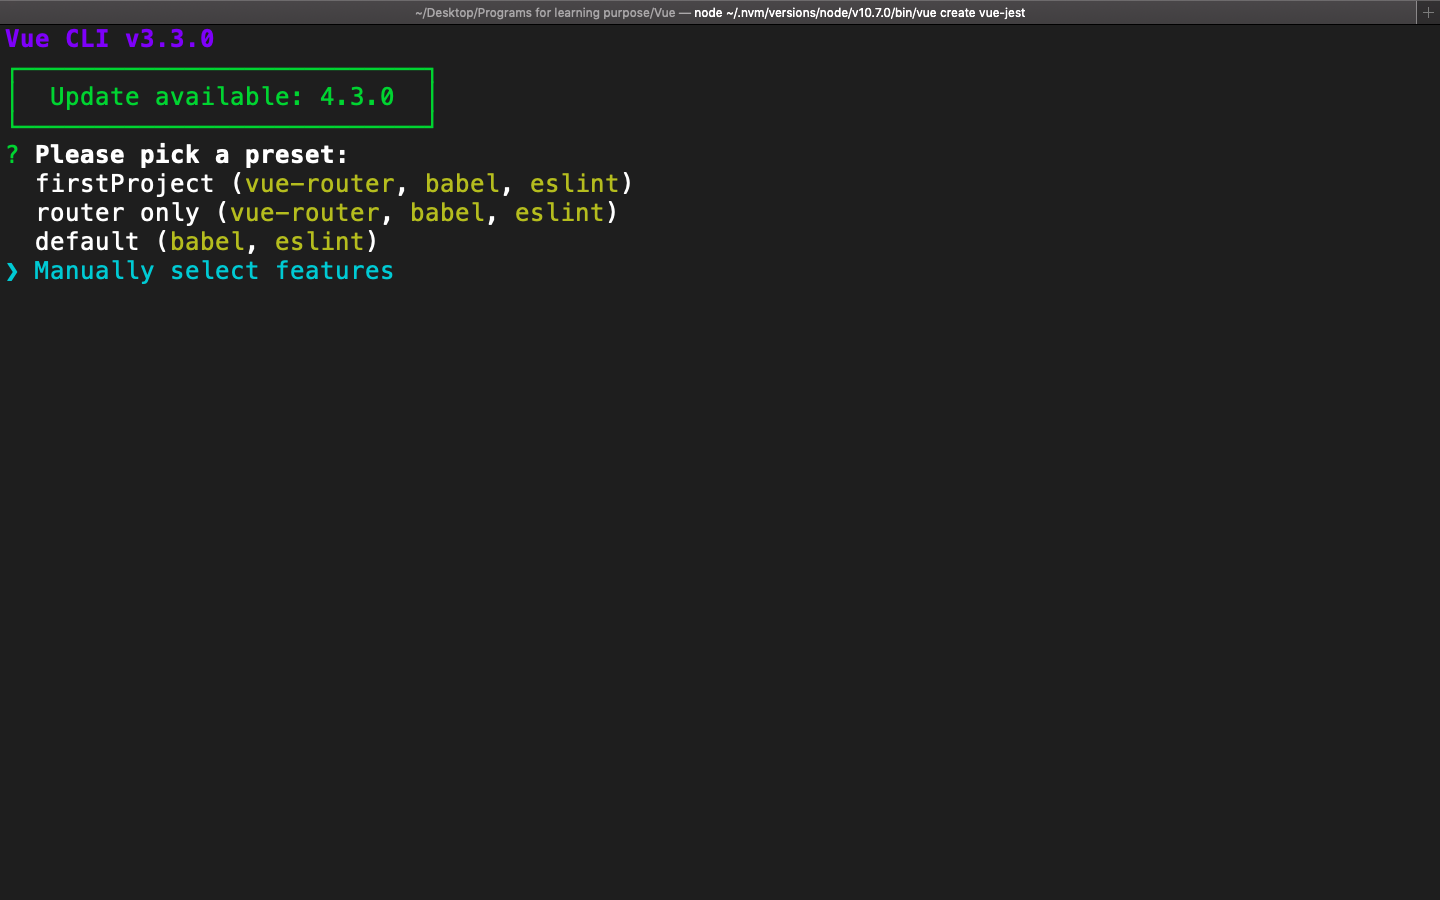 ~/Desktop/Programs for learning purpose/Vue — node ~/.nvm/versions/node/v10.7.0/bin/vue create vue-jest
Vue CLI v3.3.0
Update available: 4.3.0
? Please pick a preset:
firstProject (vue-router, babel, eslint)
router only (vue-router, babel, eslint)
default (babel, eslint)
❯ Manually select features